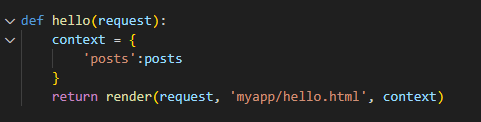 def hello(request):
    context = {
        'posts':posts
    }
    return render(request, 'myapp/hello.html', context)